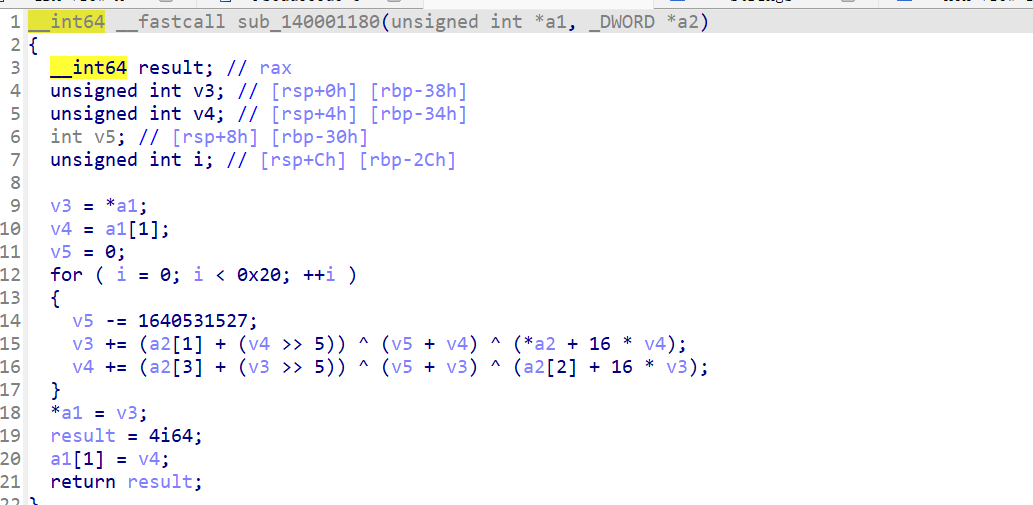 1 __int64 __fastcall sub_140001180(unsigned int *a1, _DWORD *a2)
2 {
3 __int64 result; // rax
4 unsigned int v3; // [rsp+0h] [rbp-38h]
5 unsigned int v4; // [rsp+4h] [rbp-34h]
6 int v5; // [rsp+8h] [rbp-30h]
7 unsigned int i; // [rsp+Ch] [rbp-2Ch]
8
9 v3 = *a1;
10 v4 = a1[1];
11 v5 = 0;
12 for ( i = 0; i < 0x20; ++i )
13 {
14 v5 -= 1640531527;
15 v3 += (a2[1] + (v4 >> 5)) ^ (v5 + v4) ^ (*a2 + 16 * v4);
16 v4 += (a2[3] + (v3 >> 5)) ^ (v5 + v3) ^ (a2[2] + 16 * v3);
17 }
18 *a1 = v3;
19 result = 4i64;
20 a1[1] = v4;
21 return result;
22 }